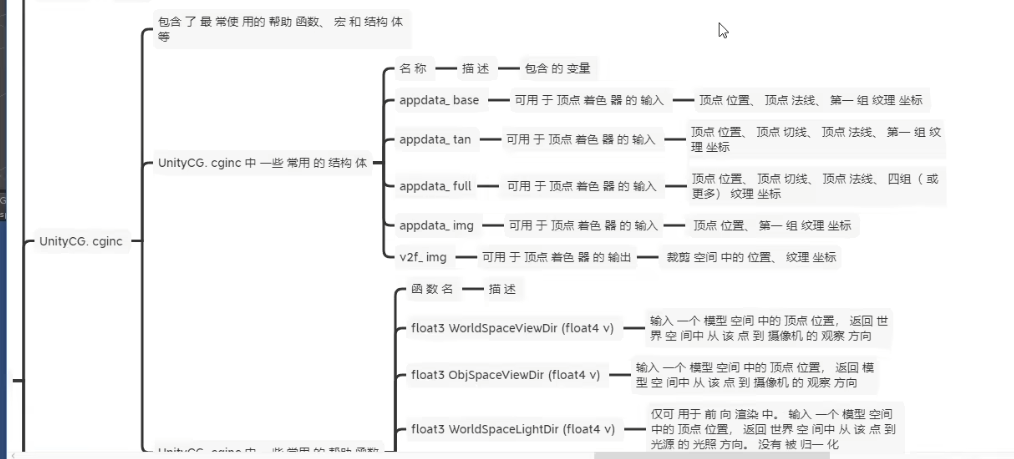 包含 了 最 常使 用的 帮助 函数、 宏 和 结构 体
等
名 称
描 述
包含 的 变量
appdata_ base
可用 于 顶点 着色 器 的 输入
顶点 位置、 顶点 法线、 第一 组 纹理 坐标
appdata_ tan
可用 于 顶点 着色 器 的 输入
顶点 位置、 顶点 切线、 顶点 法线、 第一 组 纹
理 坐标
UnityCG. cginc 中 一些 常用 的 结构 体
appdata_ full
可用 于 顶点 着色 器 的 输入
顶点 位置、 顶点 切线、 顶点 法线、 四组（ 或
更多） 纹理 坐标
appdata_ img
可用 于 顶点 着色 器 的 输入
顶点 位置、 第一 组 纹理 坐标
UnityCG. cginc
v2f_ img
可用 于 顶点 着色 器 的 输出
裁剪 空间 中的 位置、 纹理 坐标
函 数 名
描 述
float3 WorldSpaceViewDir (float4 v)
输入 一个 模型 空间 中的 顶点 位置， 返回 世
界 空 间中 从 该 点 到 摄像机 的 观察 方向
float3 ObjSpaceViewDir (float4 v)
输入 一个 模型 空间 中的 顶点 位置， 返回 模
型 空 间中 从 该 点 到 摄像机 的 观察 方向
float3 WorldSpaceLightDir (float4 v)
仅可 用于 前 向 渲染 中。 输入 一个 模型 空间
中的 顶点 位置， 返回 世界 空 间中 从 该 点 到
光源 的 光照 方向。 没有 被 归一 化
UnityCG. cginc 中 一些 常用 的 帮助 函数